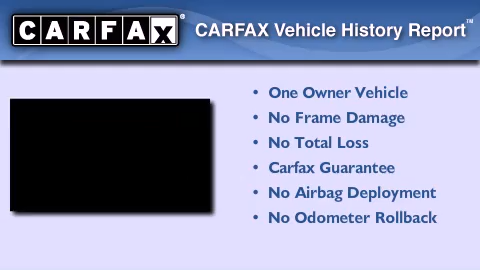 CARFAX® CARFAX Vehicle History Report™
• One Owner Vehicle
• No Frame Damage
• No Total Loss
• Carfax Guarantee
• No Airbag Deployment
• No Odometer Rollback